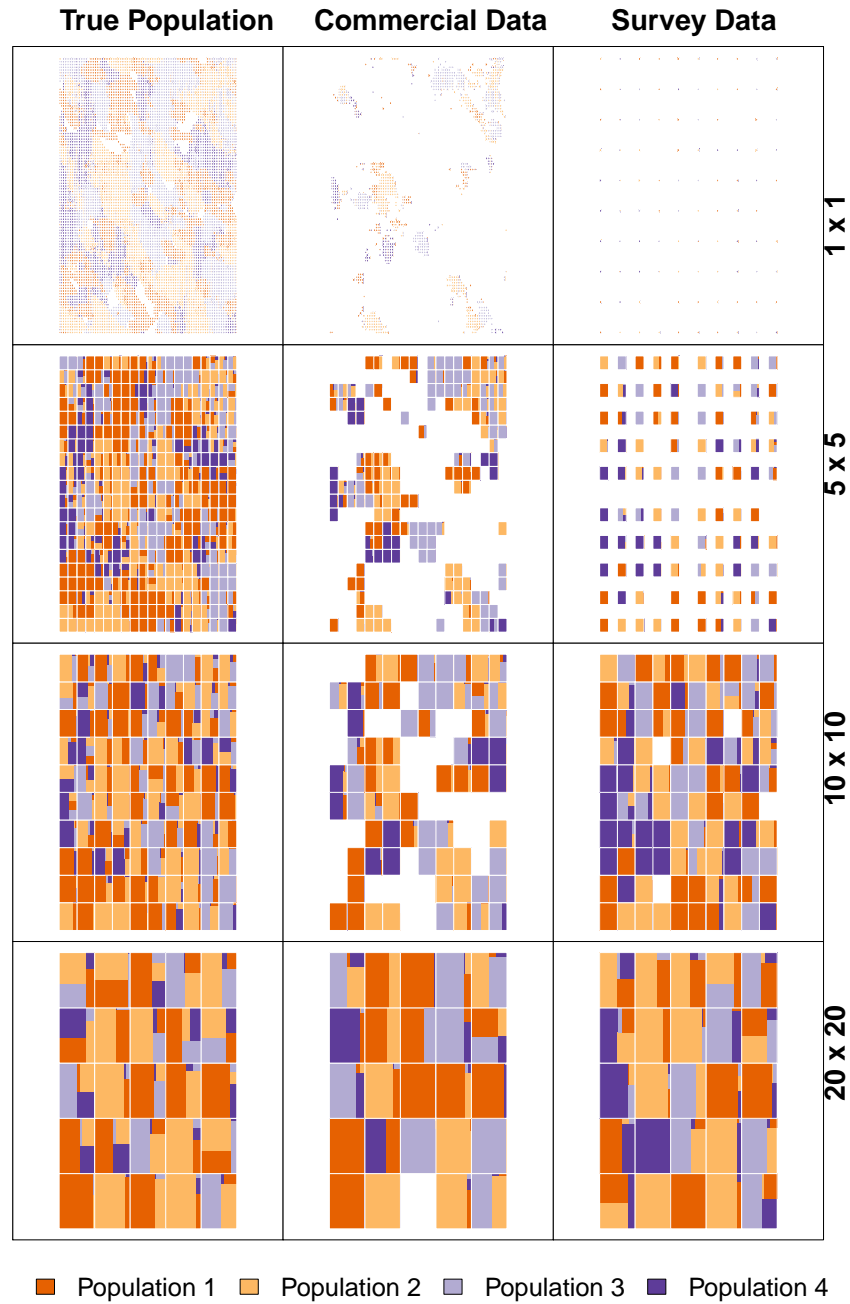 True Population Commercial Data Survey Data
1 x 1
5 x 5
10 x 10
20 x 20
Population 1 Population 2 Population 3 Population 4